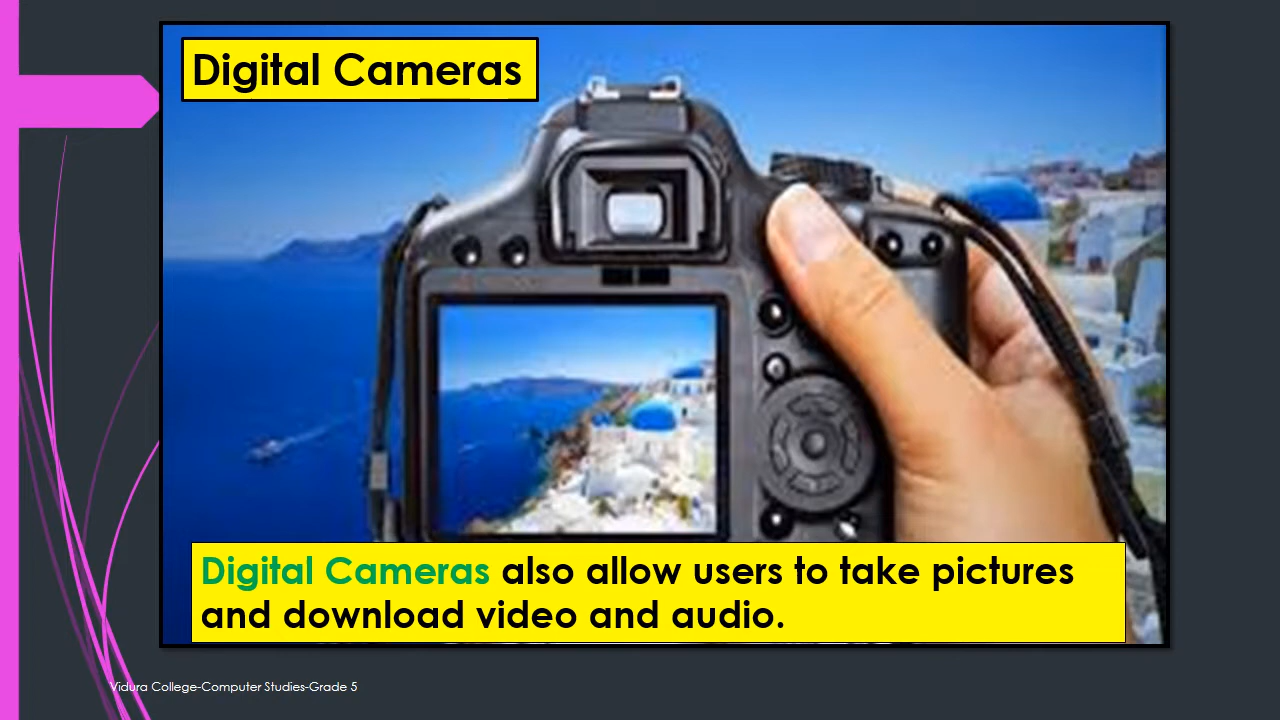 Digital Cameras
Digital Cameras also allow users to take pictures
and download video and audio.
Vidura College-Computer Studies-Grade 5